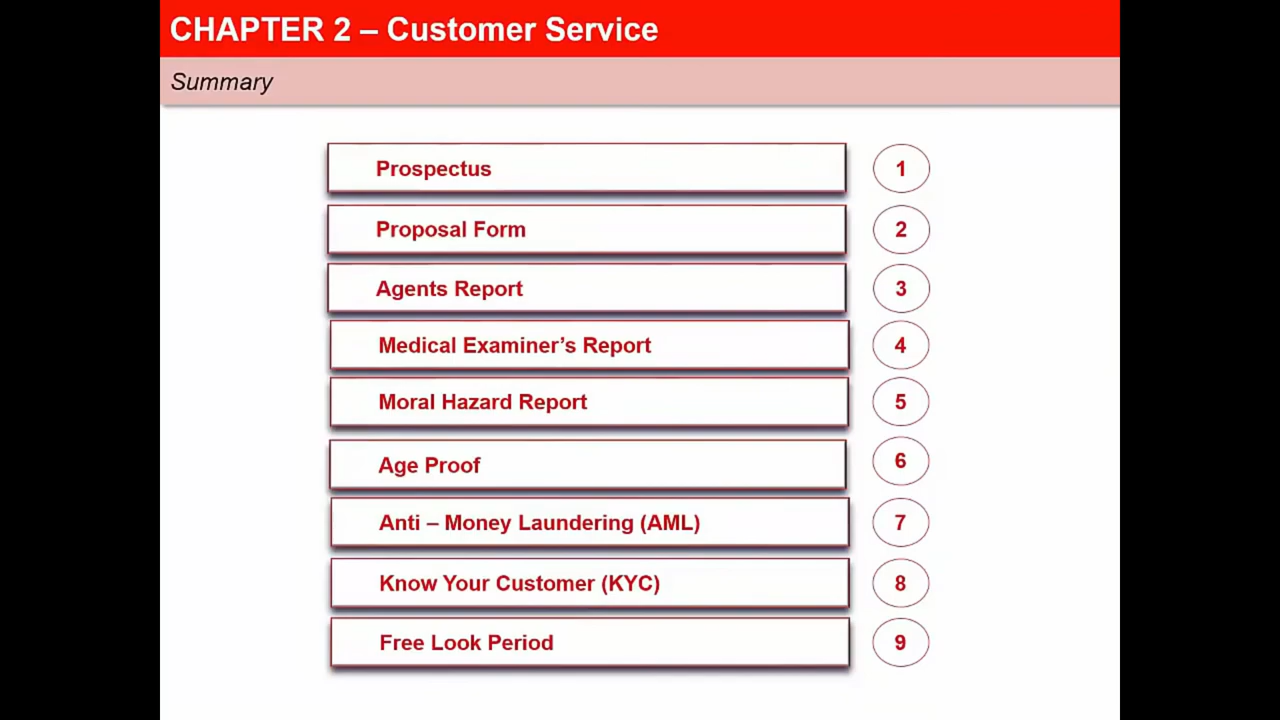 CHAPTER 2 – Customer Service
Summary
Prospectus 1
Proposal Form 2
Agents Report 3
Medical Examiner’s Report 4
Moral Hazard Report 5
Age Proof 6
Anti – Money Laundering (AML) 7
Know Your Customer (KYC) 8
Free Look Period 9